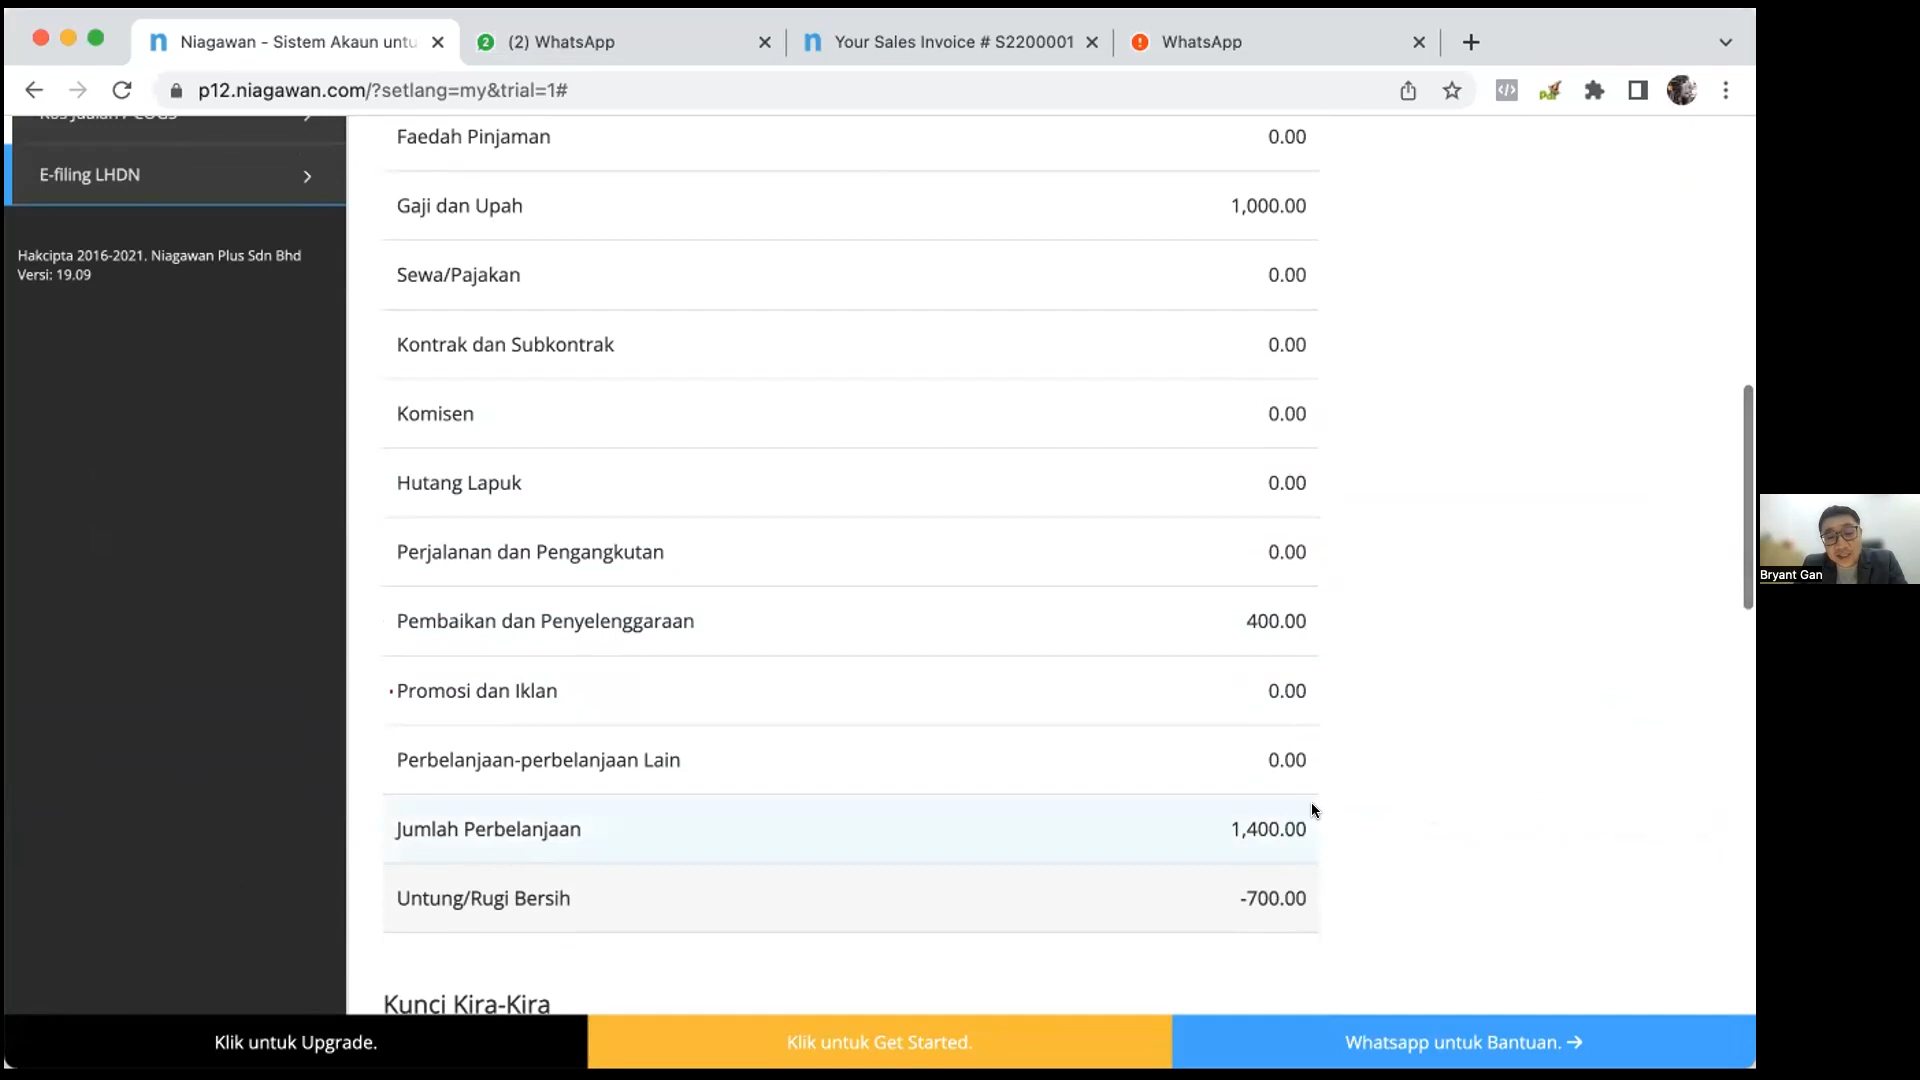 Niagawan - Sistem Akaun untu
2
(2) WhatsApp
Your Sales Invoice # S2200001
WhatsApp
p12.niagawan.com/?setlang=my&trial=1#
E-filing LHDN
Hakcipta 2016-2021. Niagawan Plus Sdn Bhd
Versi: 19.09
Faedah Pinjaman 0.00
Gaji dan Upah 1,000.00
Sewa/Pajakan 0.00
Kontrak dan Subkontrak 0.00
Komisen 0.00
Hutang Lapuk 0.00
Perjalanan dan Pengangkutan 0.00
Pembaikan dan Penyelenggaraan 400.00
Promosi dan Iklan 0.00
Perbelanjaan-perbelanjaan Lain 0.00
Jumlah Perbelanjaan 1,400.00
Untung/Rugi Bersih -700.00
Kunci Kira-Kira
Klik untuk Upgrade.
Klik untuk Get Started.
Whatsapp untuk Bantuan. →
Bryant Gan